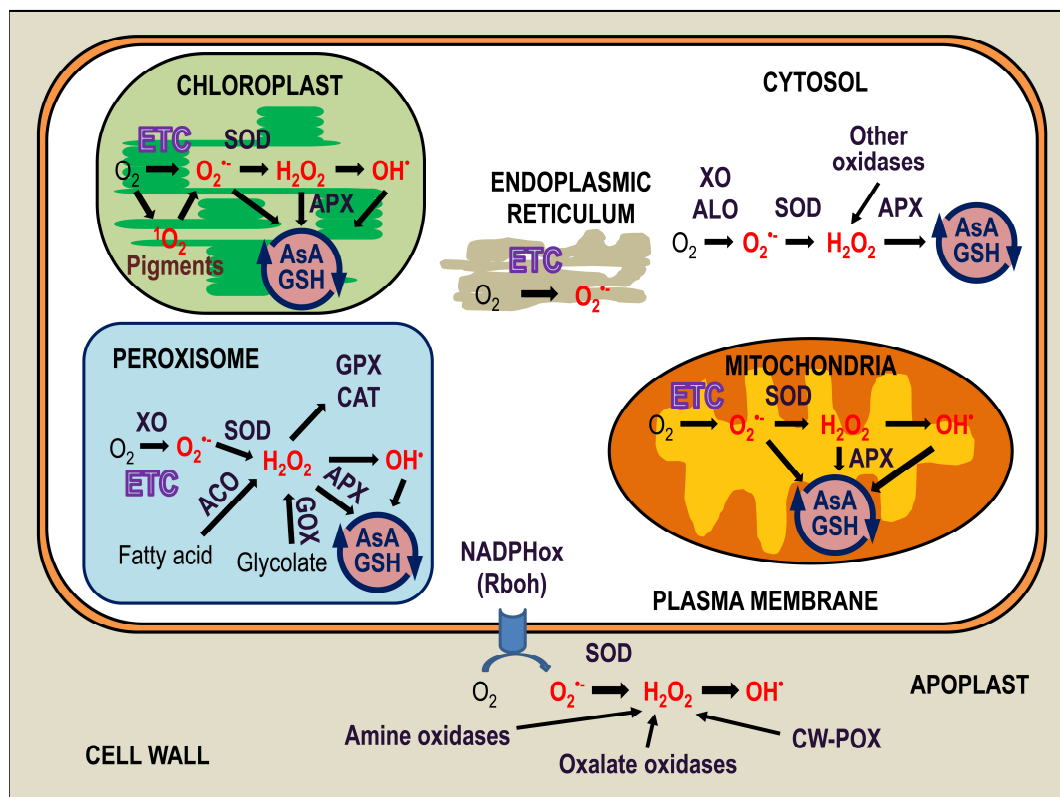 CHLOROPLAST
ETC SOD
O2 O2•- H2O2 OH•
APX
1O2
Pigments
AsA
GSH
CYTOSOL
Other
oxidases
XO
ALO SOD APX
O2 O2•- H2O2
AsA
GSH
ENDOPLASMIC
RETICULUM
ETC
O2 O2•-
PEROXISOME
GPX
CAT
XO SOD
O2 O2•- H2O2 OH•
ETC
ACO GOX APX
Fatty acid Glycolate
AsA
GSH
MITOCHONDRIA
ETC SOD
O2 O2•- H2O2 OH•
APX
AsA
GSH
NADPHox
(Rboh)
PLASMA MEMBRANE
SOD
O2 O2•- H2O2 OH•
APOPLAST
Amine oxidases
Oxalate oxidases
CW-POX
CELL WALL